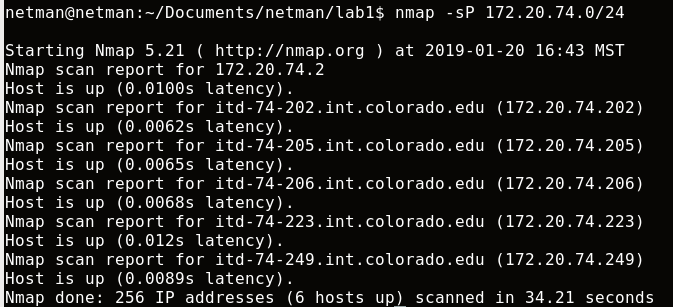 netman@netman:~/Documents/netman/lab1$ nmap -sP 172.20.74.0/24
Starting Nmap 5.21 ( http://nmap.org ) at 2019-01-20 16:43 MST
Nmap scan report for 172.20.74.2
Host is up (0.0100s latency).
Nmap scan report for itd-74-202.int.colorado.edu (172.20.74.202)
Host is up (0.0062s latency).
Nmap scan report for itd-74-205.int.colorado.edu (172.20.74.205)
Host is up (0.0065s latency).
Nmap scan report for itd-74-206.int.colorado.edu (172.20.74.206)
Host is up (0.0068s latency).
Nmap scan report for itd-74-223.int.colorado.edu (172.20.74.223)
Host is up (0.012s latency).
Nmap scan report for itd-74-249.int.colorado.edu (172.20.74.249)
Host is up (0.0089s latency).
Nmap done: 256 IP addresses (6 hosts up) scanned in 34.21 seconds